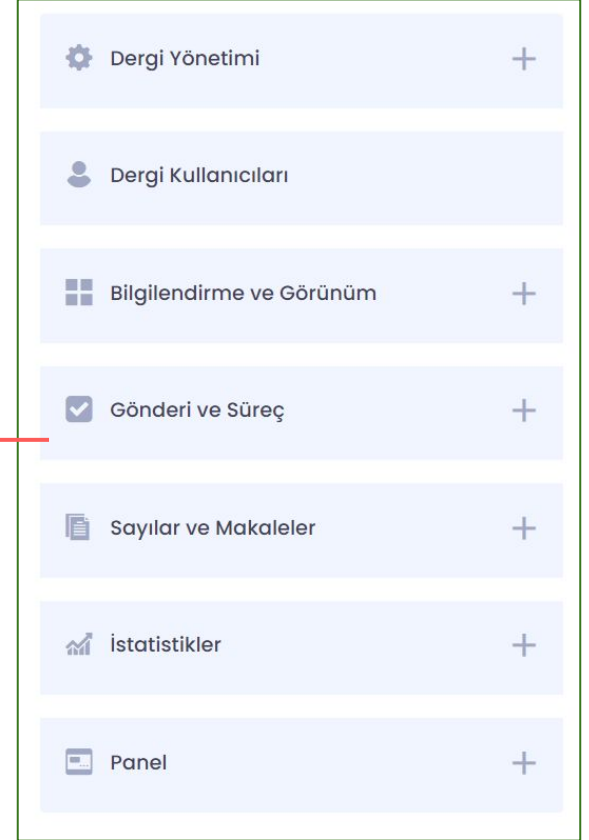 Dergi Yönetimi
Dergi Kullanıcıları
Bilgilendirme ve Görünüm
Gönderi ve Süreç
Sayılar ve Makaleler
İstatistikler
Panel